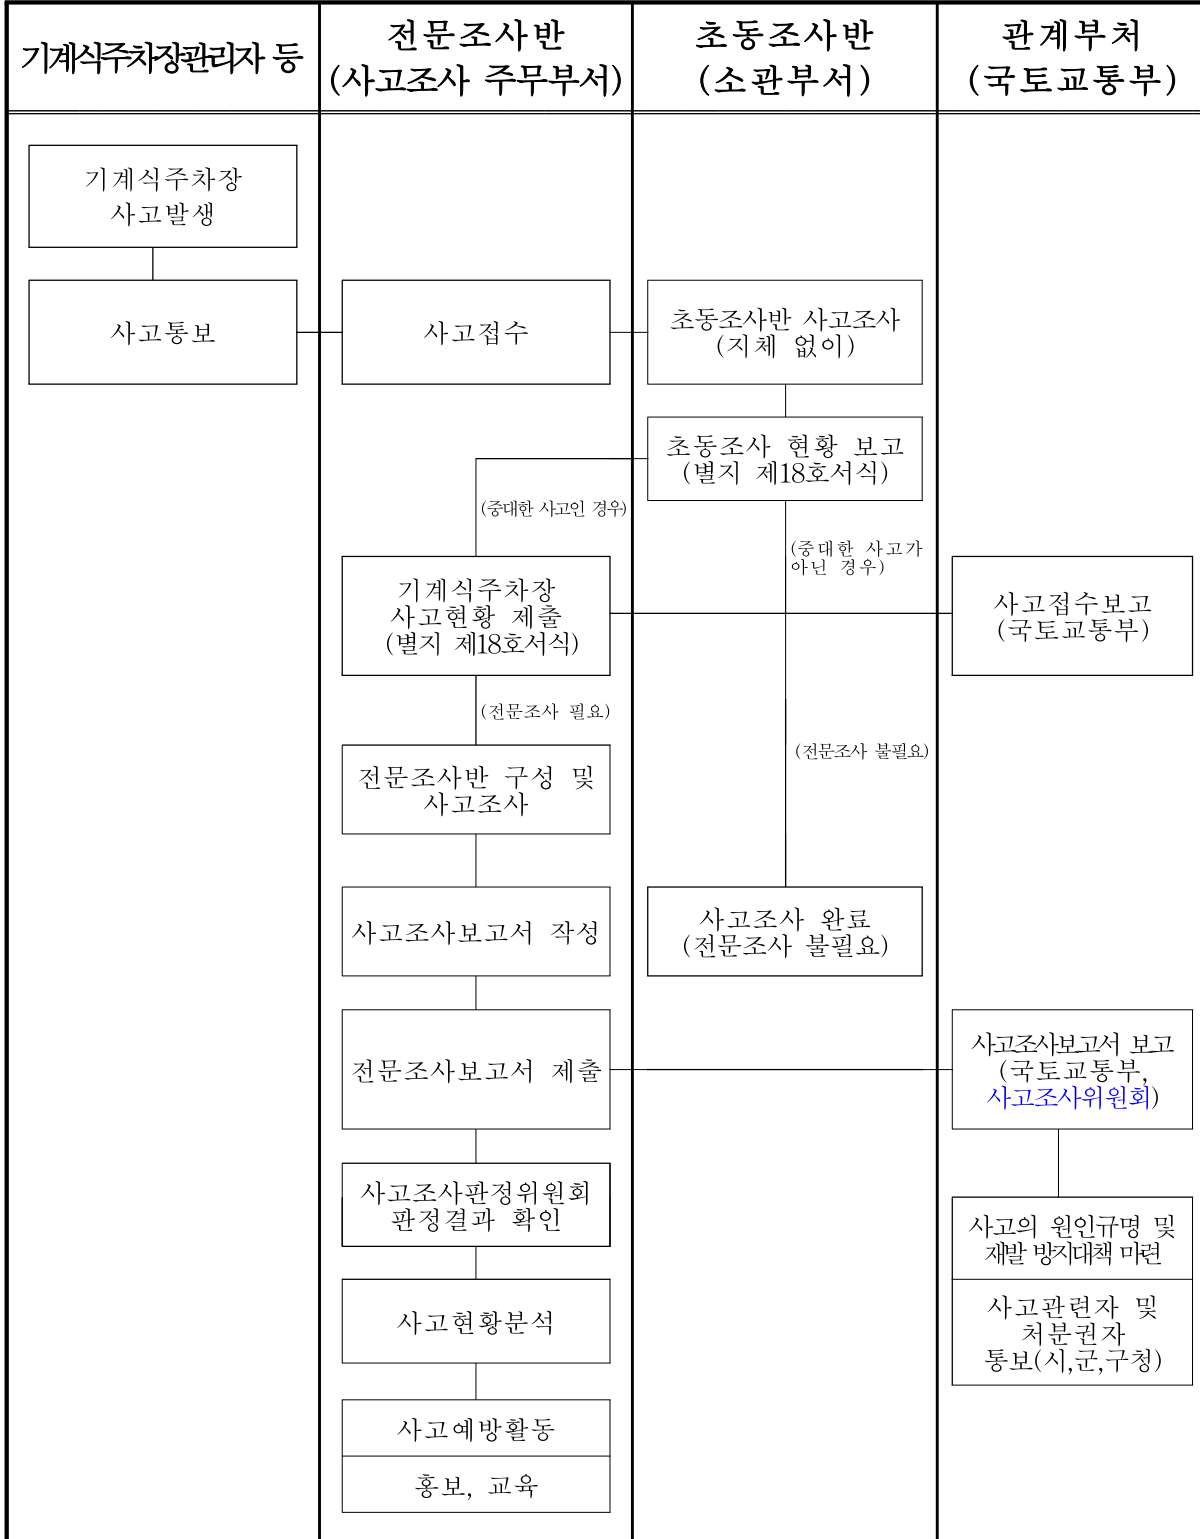 기계식주차장관리자 등
전문조사반
(사고조사 주무부서)
초동조사반
(소관부서)
관계부처
(국토교통부)
기계식주차장
사고발생
사고통보
사고접수
초동조사반 사고조사
(지체 없이)
초동조사 현황 보고
(별지 제18호서식)
(중대한 사고인 경우)
(중대한 사고가
아닌 경우)
기계식주차장
사고현황 제출
(별지 제18호서식)
사고접수보고
(국토교통부)
(전문조사 필요)
(전문조사 불필요)
전문조사반 구성 및
사고조사
사고조사보고서 작성
사고조사 완료
(전문조사 불필요)
전문조사보고서 제출
사고조사보고서 보고
(국토교통부,
사고조사위원회)
사고조사판정위원회
판정결과 확인
사고의 원인규명 및
재발 방지대책 마련
사고현황분석
사고관련자 및
처분권자
통보(시,군,구청)
사고예방활동
홍보, 교육